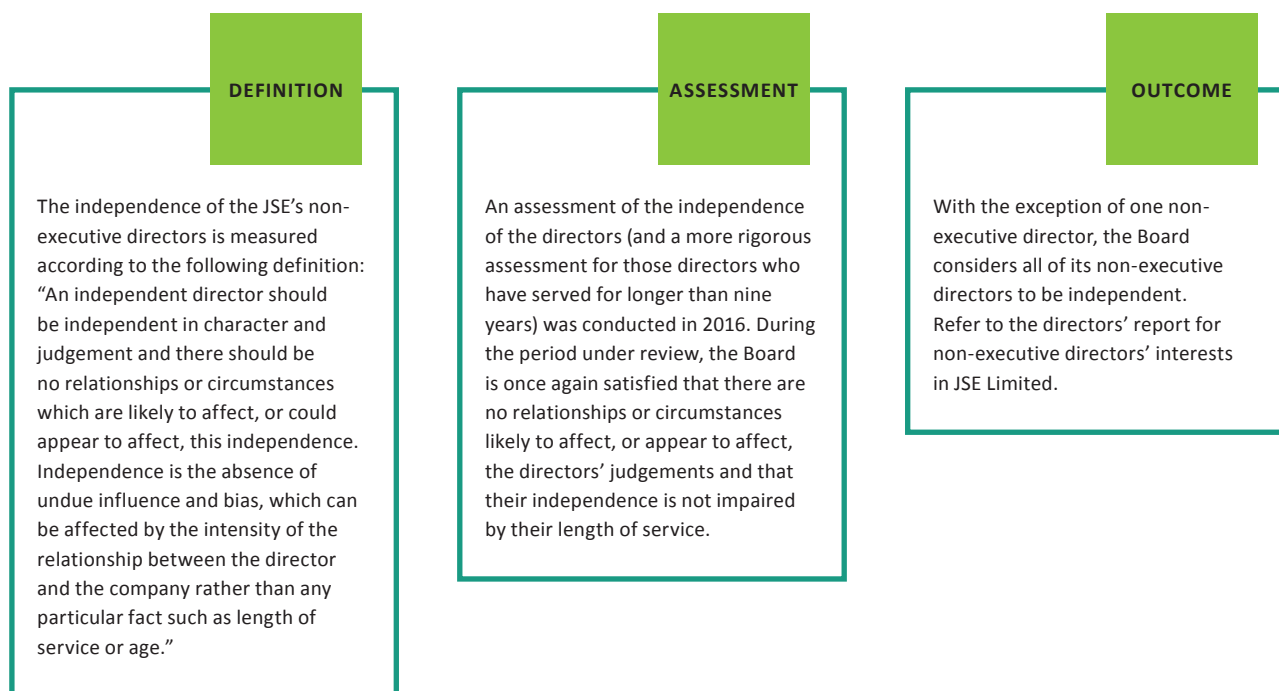 DEFINITION
The independence of the JSE’s non-
executive directors is measured
according to the following definition:
“An independent director should
be independent in character and
judgement and there should be
no relationships or circumstances
which are likely to affect, or could
appear to affect, this independence.
Independence is the absence of
undue influence and bias, which can
be affected by the intensity of the
relationship between the director
and the company rather than any
particular fact such as length of
service or age.”
ASSESSMENT
An assessment of the independence
of the directors (and a more rigorous
assessment for those directors who
have served for longer than nine
years) was conducted in 2016. During
the period under review, the Board
is once again satisfied that there are
no relationships or circumstances
likely to affect, or appear to affect,
the directors’ judgements and that
their independence is not impaired
by their length of service.
OUTCOME
With the exception of one non-
executive director, the Board
considers all of its non-executive
directors to be independent.
Refer to the directors’ report for
non-executive directors’ interests
in JSE Limited.